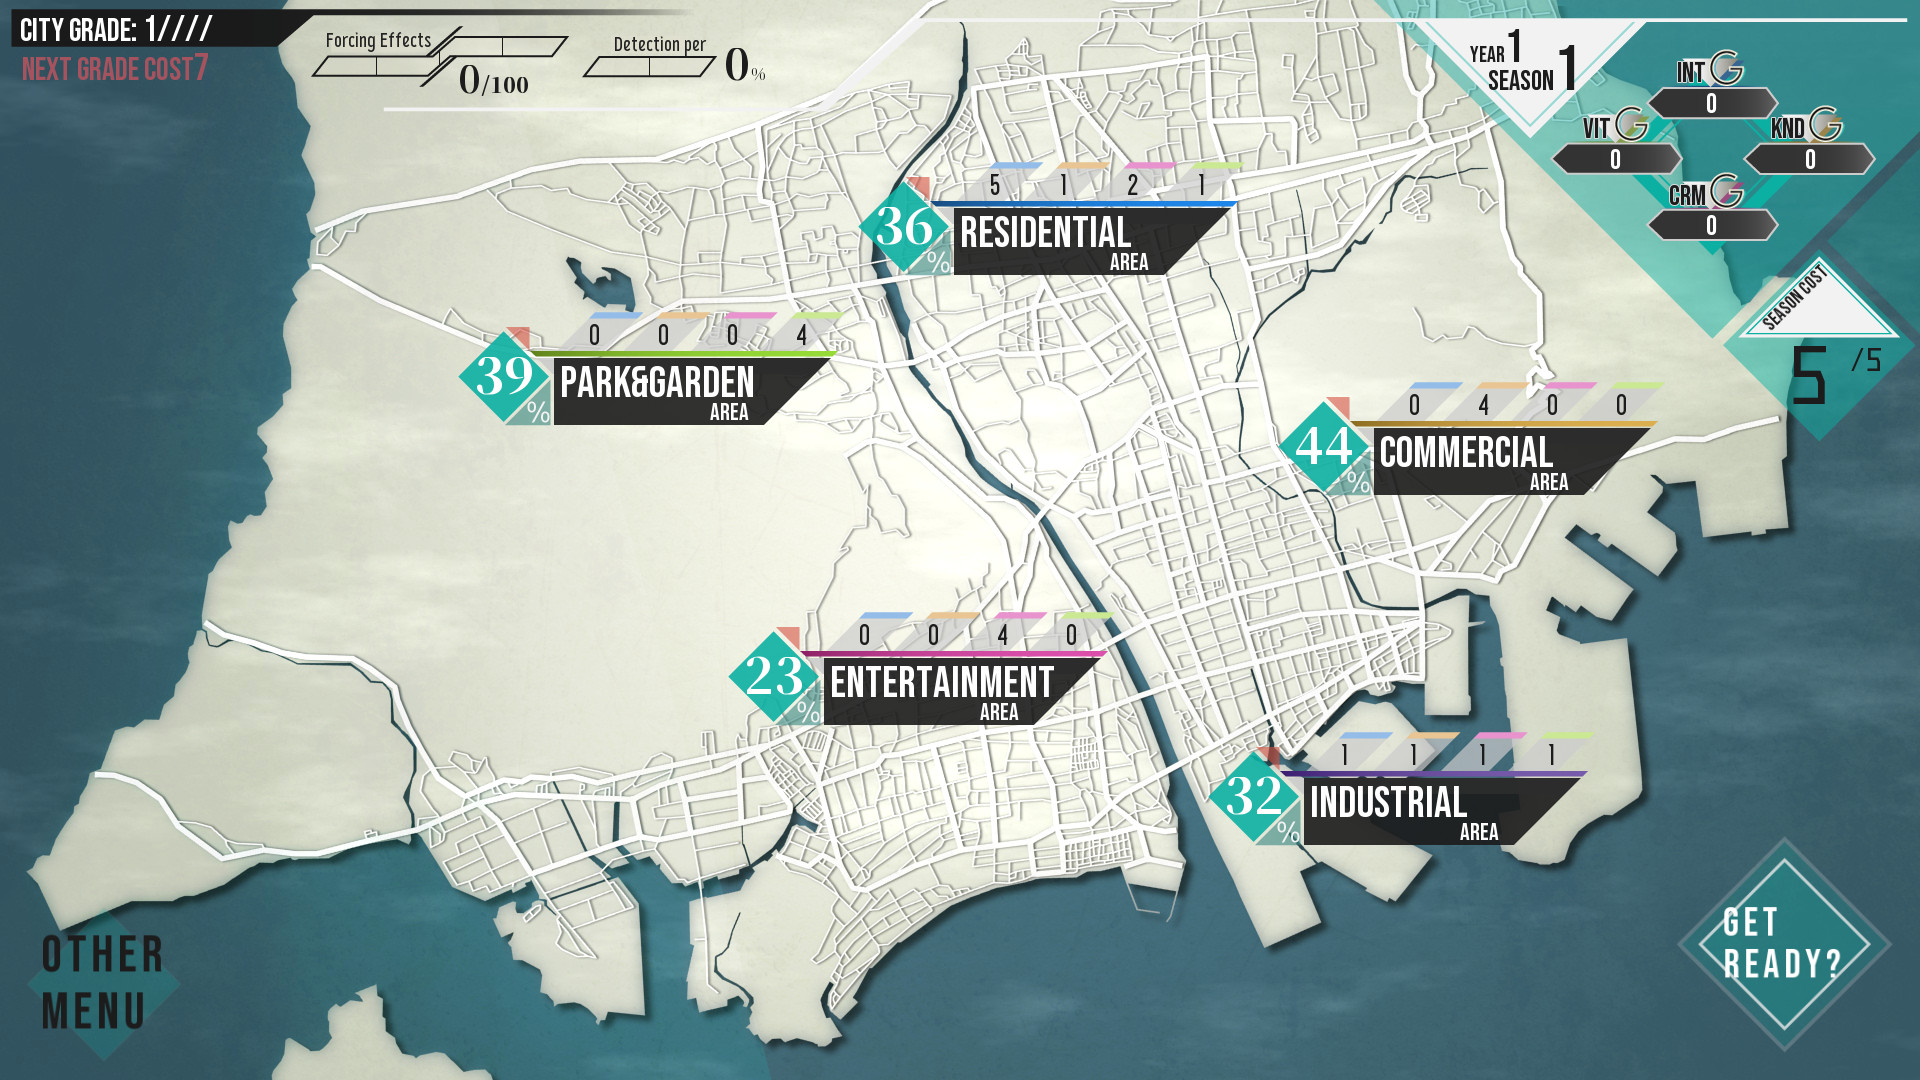 CITY GRADE: 1////
NEXT GRADE COST7
Forcing Effects
0/100
Detection per
0%
YEAR 1
SEASON 1
INT G
0
VIT G
0
KND G
0
CRM G
0
SEASON COST
5 /5
5 1 2 1
36%
RESIDENTIAL
AREA
0 0 0 4
39%
PARK&GARDEN
AREA
0 4 0 0
44%
COMMERCIAL
AREA
0 0 4 0
23%
ENTERTAINMENT
AREA
1 1 1 1
32%
INDUSTRIAL
AREA
OTHER
MENU
GET
READY?